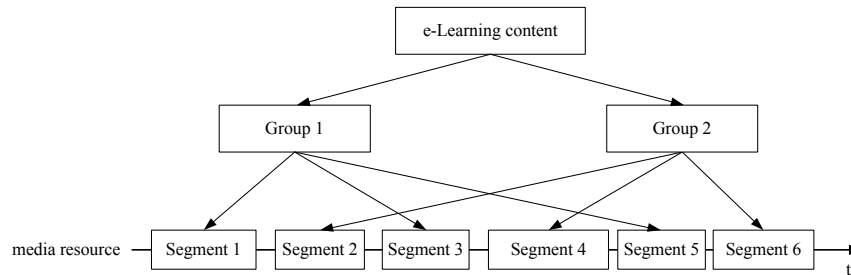 e-Learning content
Group 1
Group 2
media resource
Segment 1
Segment 2
Segment 3
Segment 4
Segment 5
Segment 6
t